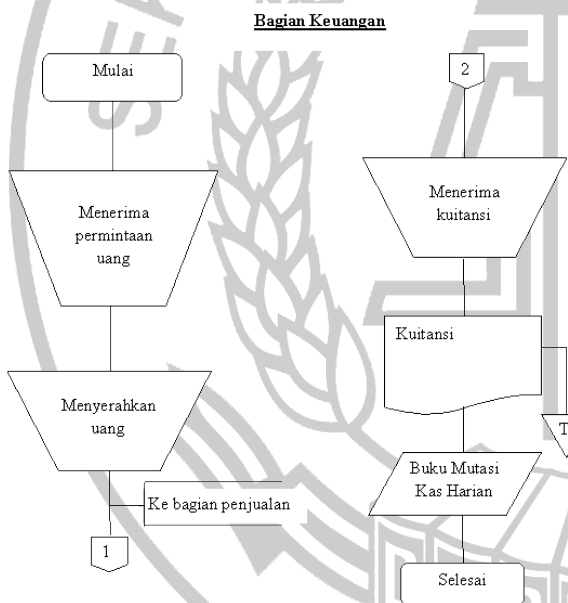 Bagian Keuangan
Mulai
Menerima
permintaan
uang
Menyerahkan
uang
Ke bagian penjualan
1
2
Menerima
kuitansi
Kuitansi
T
Buku Mutasi
Kas Harian
Selesai